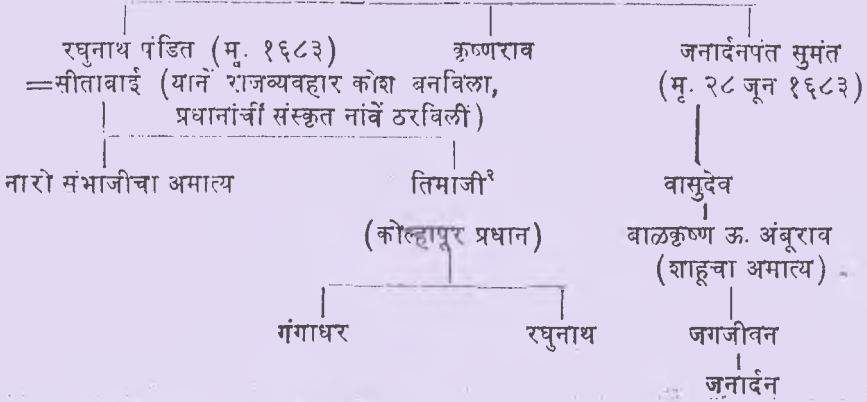 रघुनाथ पंडित (मृ. १६८३) कृष्णराव जनार्दनपंत सुमंत
=सीताबाई (यानें राजव्यवहार कोश बनविला, (मृ. २८ जून १६८३)
प्रधानांचीं संस्कृत नांवें ठरविलीं)
नारो संभाजीचा अमात्य तिमाजी१ वासुदेव
(कोल्हापूर प्रधान) बाळकृष्ण ऊ. अंबूराव
(शाहूचा अमात्य)
गंगाधर रघुनाथ जगजीवन
जनार्दन